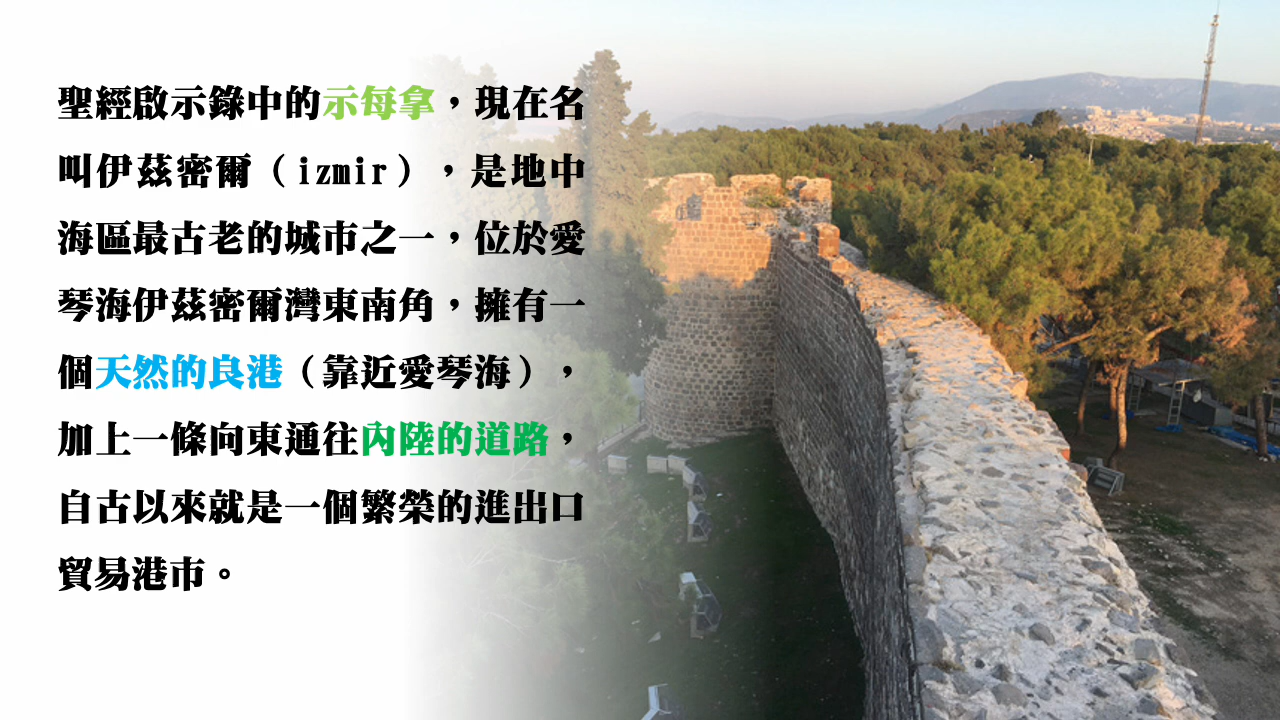 聖經啟示錄中的示每拿，現在名
叫伊茲密爾（izmir），是地中
海區最古老的城市之一，位於愛
琴海伊茲密爾灣東南角，擁有一
個天然的良港（靠近愛琴海），
加上一條向東通往內陸的道路，
自古以來就是一個繁榮的進出口
貿易港市。